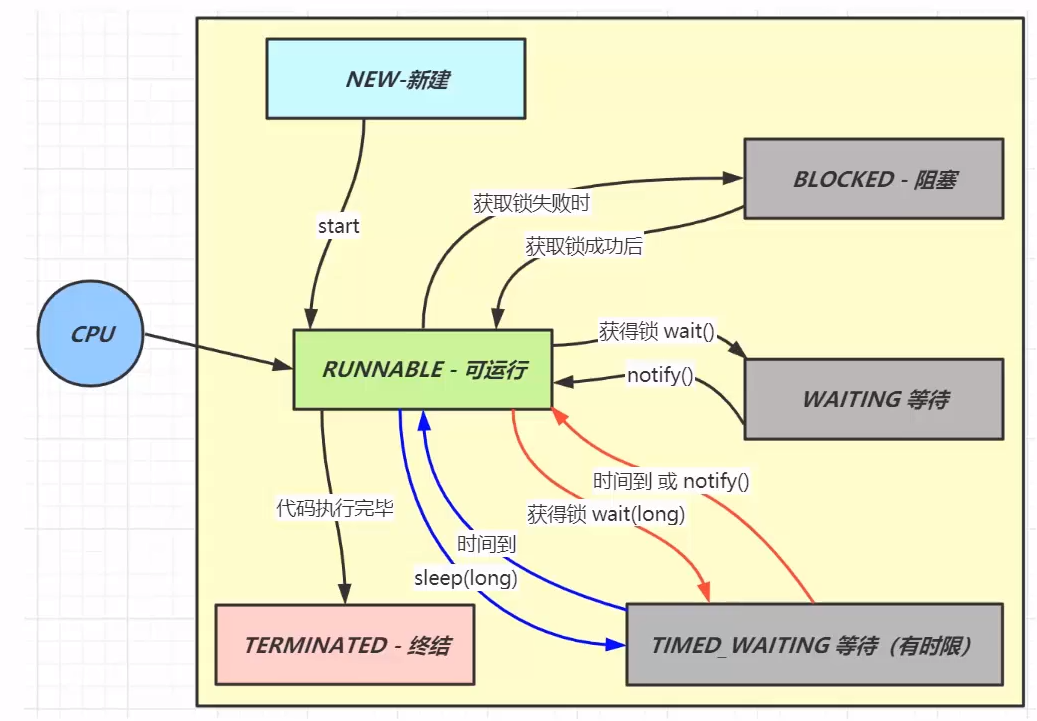 NEW-新建
BLOCKED - 阻塞
获取锁失败时
start
获取锁成功后
CPU
获得锁 wait()
RUNNABLE - 可运行
notify()
WAITING 等待
时间到 或 notify()
代码执行完毕
获得锁 wait(long)
时间到
sleep(long)
TERMINATED - 终结
TIMED_WAITING 等待（有时限）